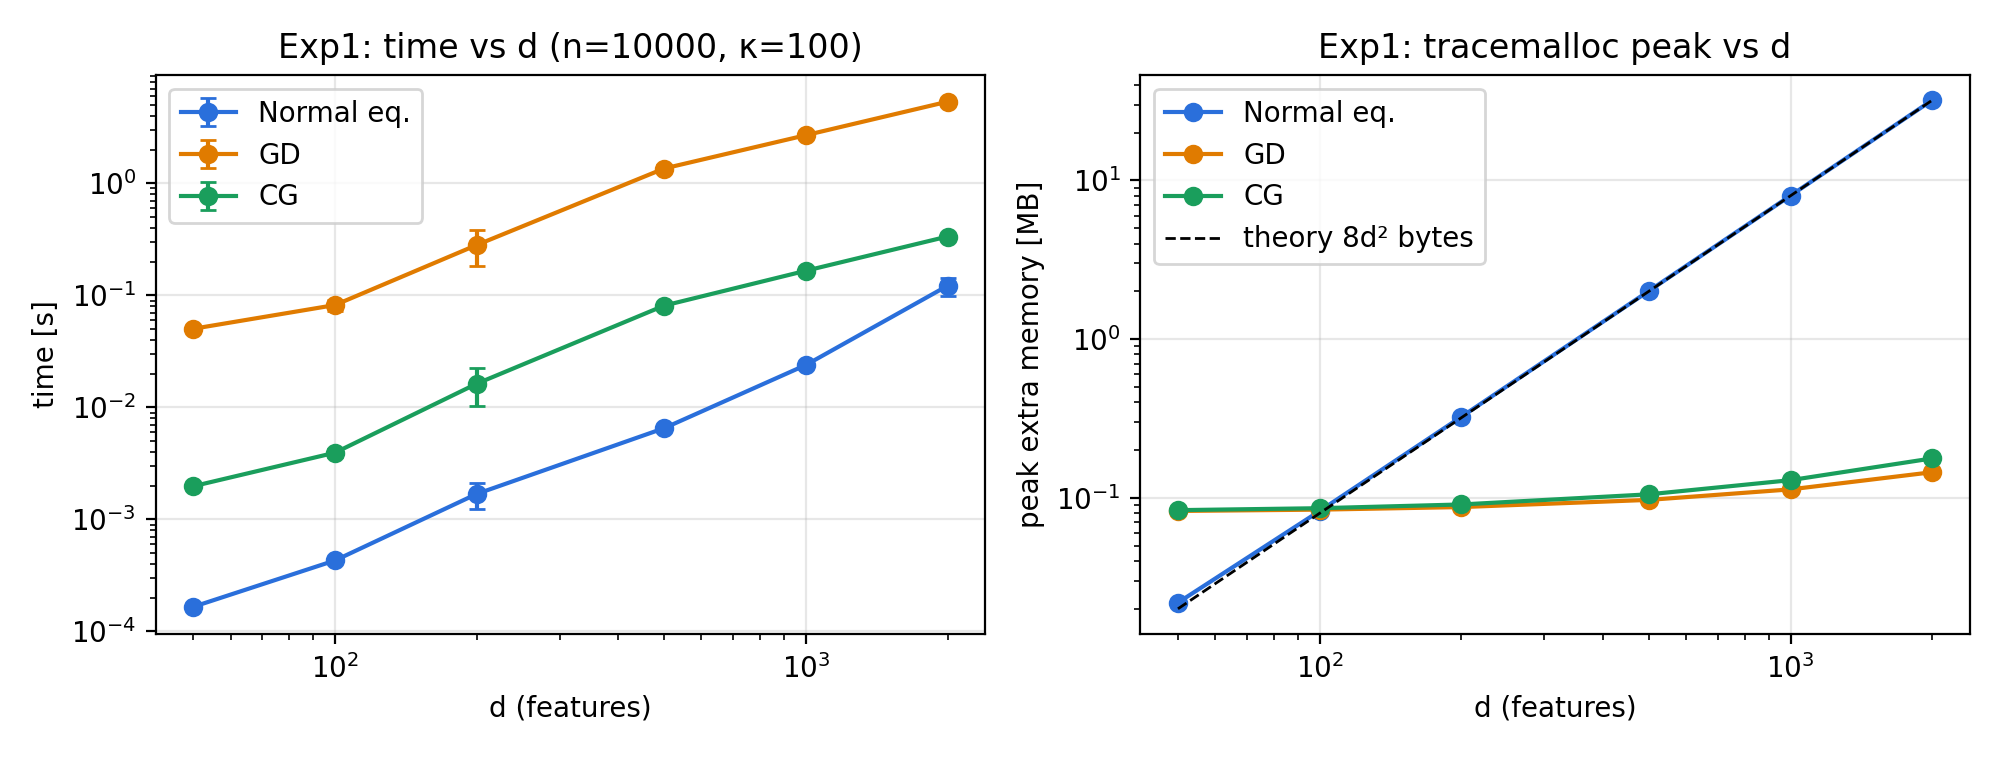 Exp1: time vs d (n=10000, κ=100)
Normal eq.
GD
CG
time [s]
10⁰
10⁻¹
10⁻²
10⁻³
10⁻⁴
10²
10³
d (features)
Exp1: tracemalloc peak vs d
Normal eq.
GD
CG
theory 8d² bytes
peak extra memory [MB]
10¹
10⁰
10⁻¹
10²
10³
d (features)